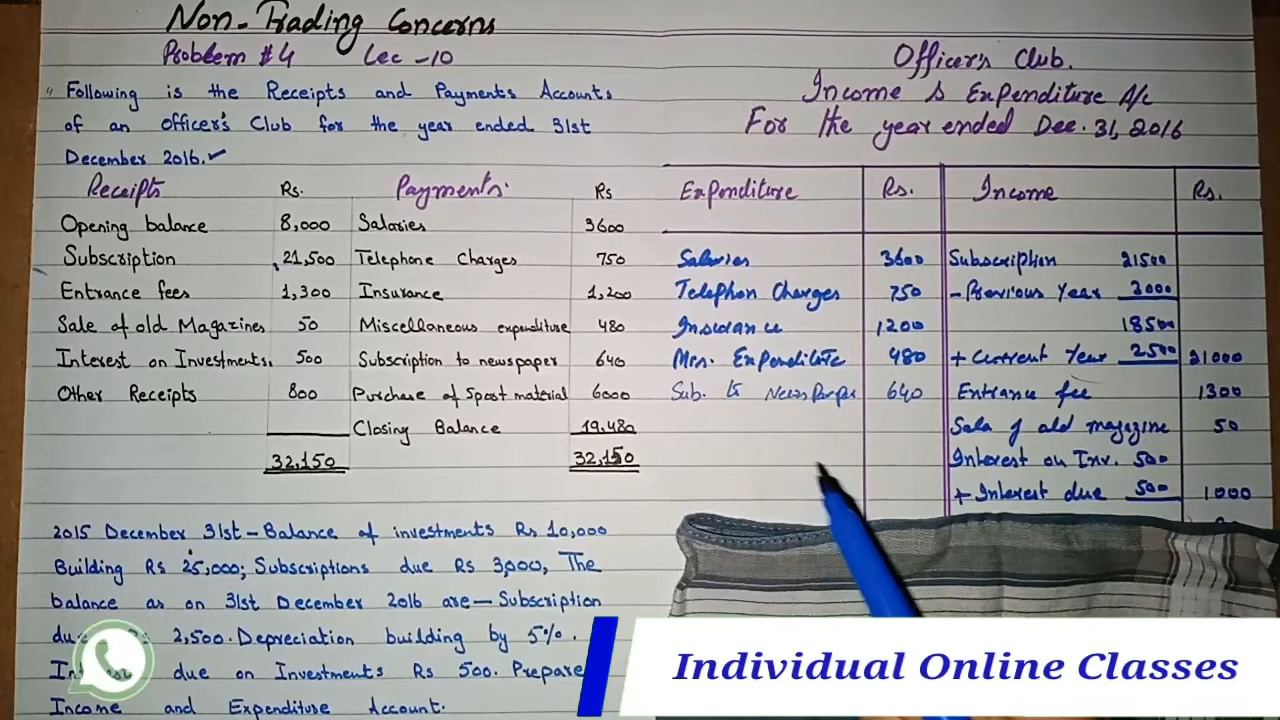 Non-Trading Concerns
Problem #4 Lec-10
" Following is the Receipts and Payments Accounts
of an officer's Club for the year ended 31st
December 2016.
Receipts Rs. Payments Rs
Opening balance 8,000 Salaries 3600
Subscription 21,500 Telephone Charges 750
Entrance fees 1,300 Insurance 1,200
Sale of old Magazines 50 Miscellaneous expenditure 480
Interest on Investments. 500 Subscription to newspaper 640
Other Receipts 800 Purchase of Sport material 6000
Closing Balance 19,480
32,150 32,150
2015 December 31st - Balance of investments Rs 10,000
Building Rs 25,000; Subscriptions due Rs 3,000, The
balance as on 31st December 2016 are - Subscription
2,500. Depreciation building by 5%.
due on Investments Rs 500. Prepare
Income and Expenditure Account.
Officer's Club.
Income & Expenditure A/c
For the year ended Dec. 31, 2016
Expenditure Rs. Income Rs.
Salaries 3600 Subscription 21500
Telephon Charges 750 - Previous Year 3000
Insurance 1200 18500
Mis. Expenditure 480 + Current Year 2500 21000
Sub. to News Paper 640 Entrance fee 1300
Sale of old magazine 50
Interest on Inv. 500
+ Interest due 500 1000
Individual Online Classes